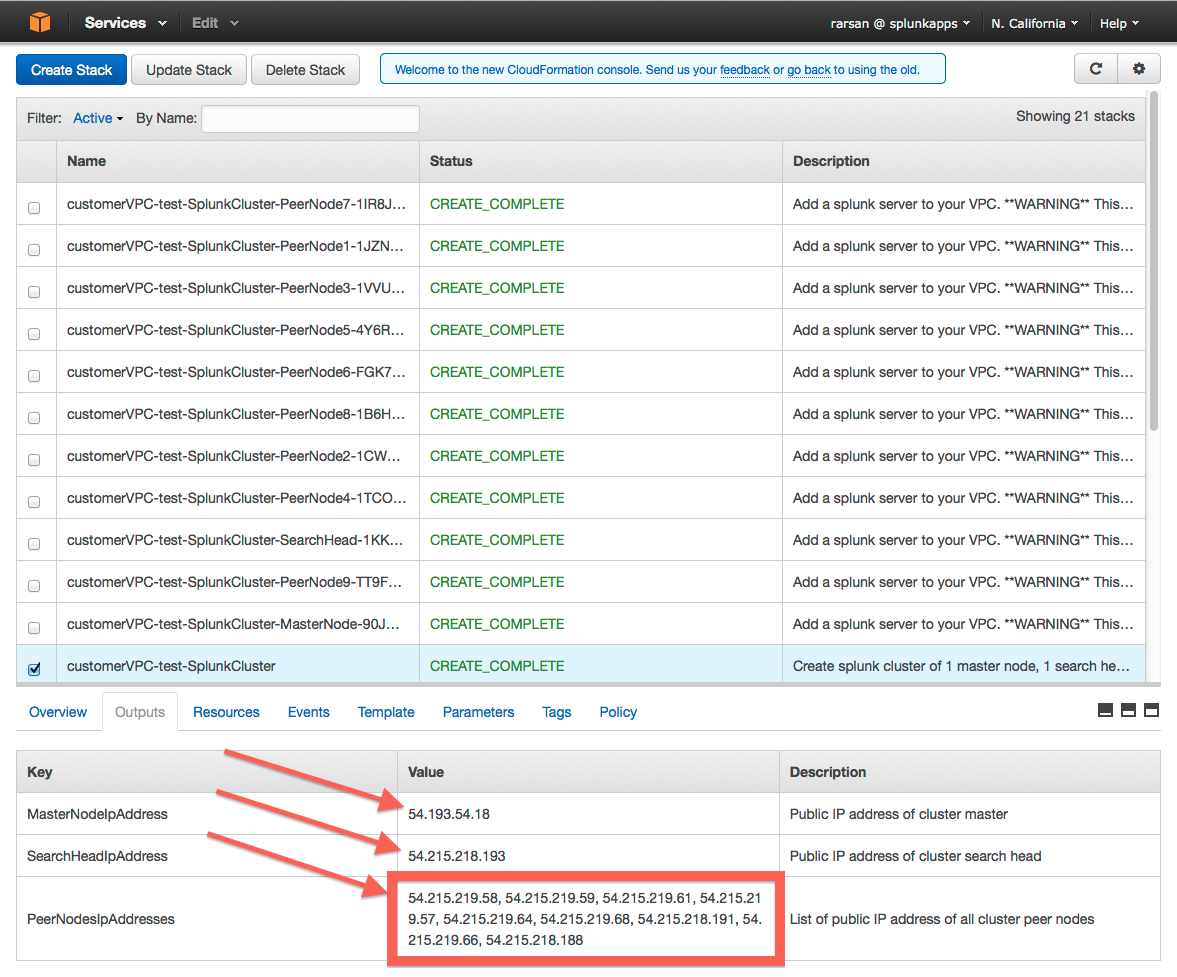 Services Edit rarsan @ splunkapps N. California Help
Create Stack Update Stack Delete Stack Welcome to the new CloudFormation console. Send us your feedback or go back to using the old.
Filter: Active By Name: Showing 21 stacks
Name Status Description
customerVPC-test-SplunkCluster-PeerNode7-1IR8J... CREATE_COMPLETE Add a splunk server to your VPC. **WARNING** This...
customerVPC-test-SplunkCluster-PeerNode1-1JZN... CREATE_COMPLETE Add a splunk server to your VPC. **WARNING** This...
customerVPC-test-SplunkCluster-PeerNode3-1VVU... CREATE_COMPLETE Add a splunk server to your VPC. **WARNING** This...
customerVPC-test-SplunkCluster-PeerNode5-4Y6R... CREATE_COMPLETE Add a splunk server to your VPC. **WARNING** This...
customerVPC-test-SplunkCluster-PeerNode6-FGK7... CREATE_COMPLETE Add a splunk server to your VPC. **WARNING** This...
customerVPC-test-SplunkCluster-PeerNode8-1B6H... CREATE_COMPLETE Add a splunk server to your VPC. **WARNING** This...
customerVPC-test-SplunkCluster-PeerNode2-1CW... CREATE_COMPLETE Add a splunk server to your VPC. **WARNING** This...
customerVPC-test-SplunkCluster-PeerNode4-1TCO... CREATE_COMPLETE Add a splunk server to your VPC. **WARNING** This...
customerVPC-test-SplunkCluster-SearchHead-1KK... CREATE_COMPLETE Add a splunk server to your VPC. **WARNING** This...
customerVPC-test-SplunkCluster-PeerNode9-TT9F... CREATE_COMPLETE Add a splunk server to your VPC. **WARNING** This...
customerVPC-test-SplunkCluster-MasterNode-90J... CREATE_COMPLETE Add a splunk server to your VPC. **WARNING** This...
customerVPC-test-SplunkCluster CREATE_COMPLETE Create splunk cluster of 1 master node, 1 search he...
Overview Outputs Resources Events Template Parameters Tags Policy
Key Value Description
MasterNodeIpAddress 54.193.54.18 Public IP address of cluster master
SearchHeadIpAddress 54.215.218.193 Public IP address of cluster search head
PeerNodesIpAddresses 54.215.219.58, 54.215.219.59, 54.215.219.61, 54.215.21
9.57, 54.215.219.64, 54.215.219.68, 54.215.218.191, 54. List of public IP address of all cluster peer nodes
215.219.66, 54.215.218.188